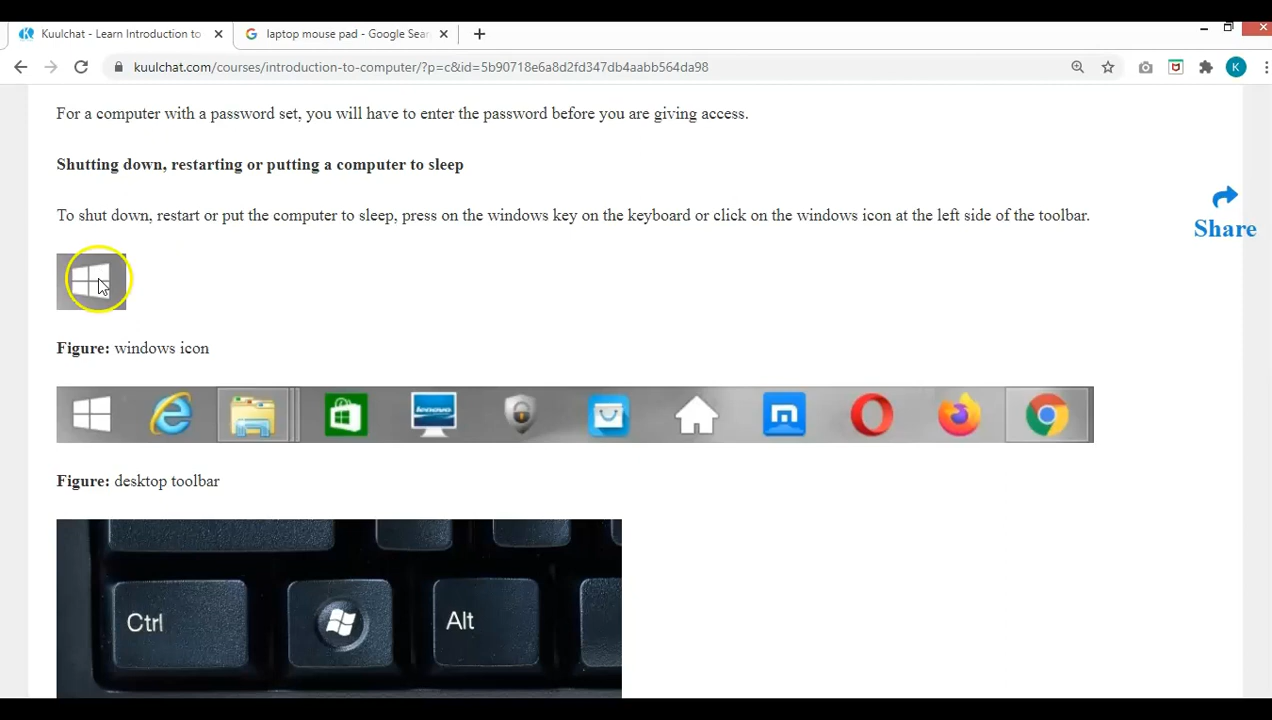 Kuulchat - Learn Introduction to
laptop mouse pad - Google Sear
kuulchat.com/courses/introduction-to-computer/?p=c&id=5b90718e6a8d2fd347db4aabb564da98
K
For a computer with a password set, you will have to enter the password before you are giving access.
Shutting down, restarting or putting a computer to sleep
To shut down, restart or put the computer to sleep, press on the windows key on the keyboard or click on the windows icon at the left side of the toolbar.
Share
Figure: windows icon
lenovo
Figure: desktop toolbar
Ctrl
Alt